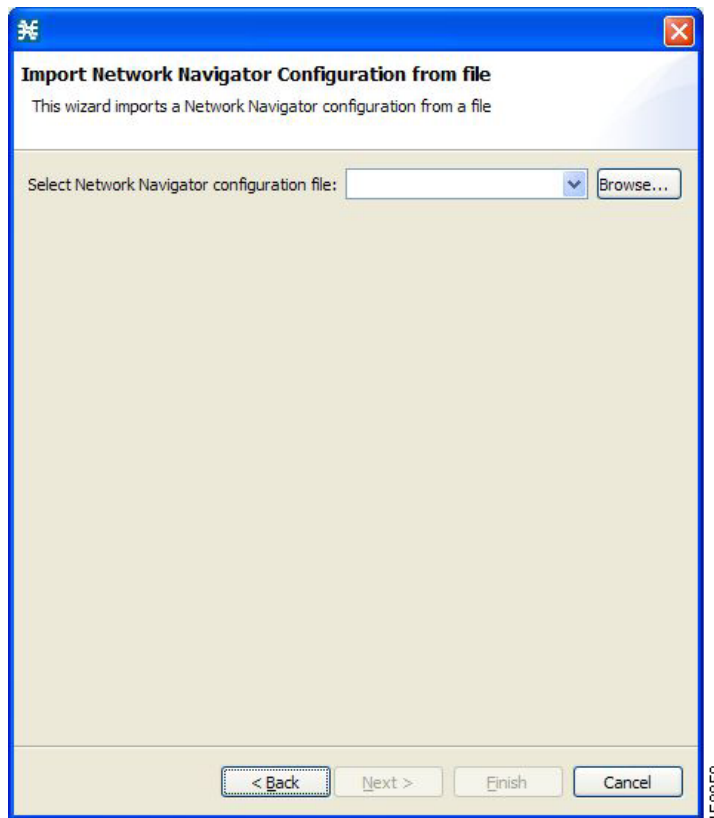 Import Network Navigator Configuration from file
This wizard imports a Network Navigator configuration from a file
Select Network Navigator configuration file:
Browse...
< Back
Next >
Finish
Cancel